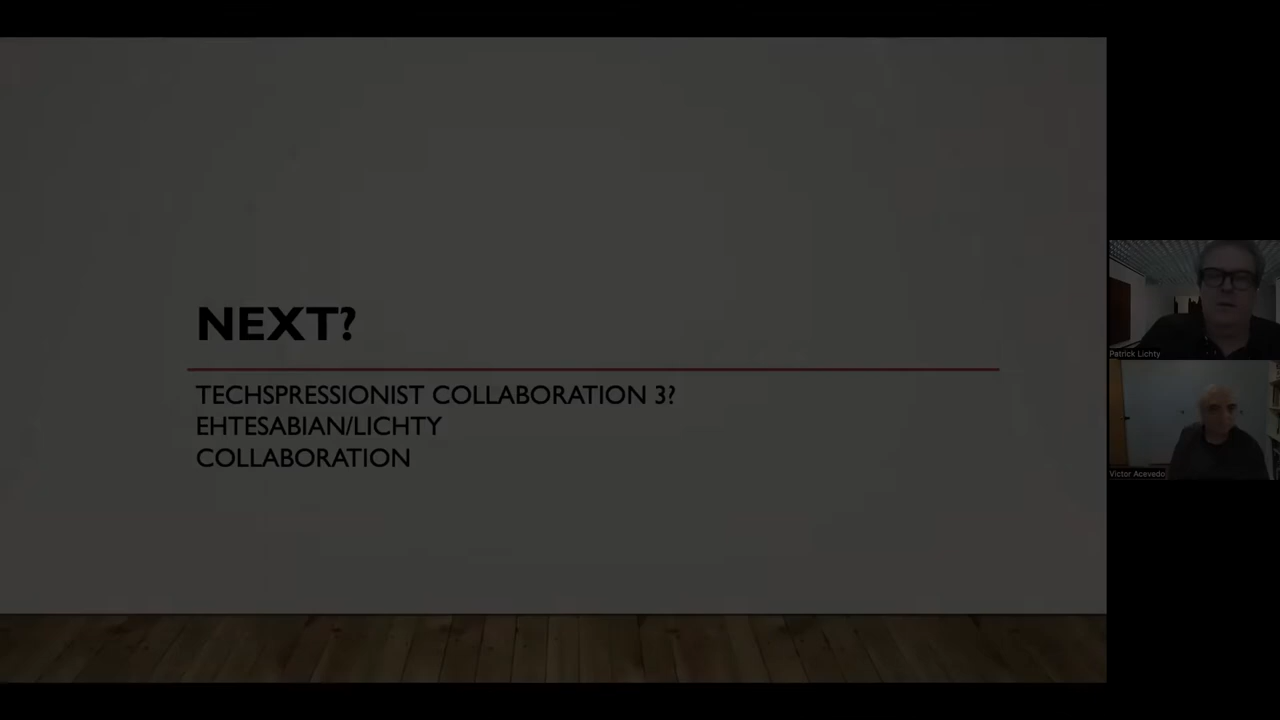 NEXT?
TECHSPRESSIONIST COLLABORATION 3?
EHTESABIAN/LICHTY
COLLABORATION
Patrick Lichty
Victor Acevedo